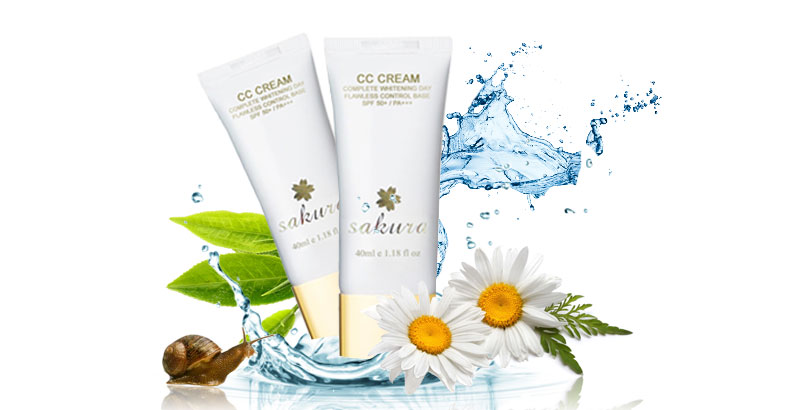 CC CREAM
COMPLETE WHITENING DAY
FLAWLESS CONTROL BASE
SPF 50+ / PA+++
sakura
40ml e 1.18 fl oz
CC CREAM
COMPLETE WHITENING DAY
FLAWLESS CONTROL BASE
SPF 50+ / PA+++
sakura
40ml e 1.18 fl oz